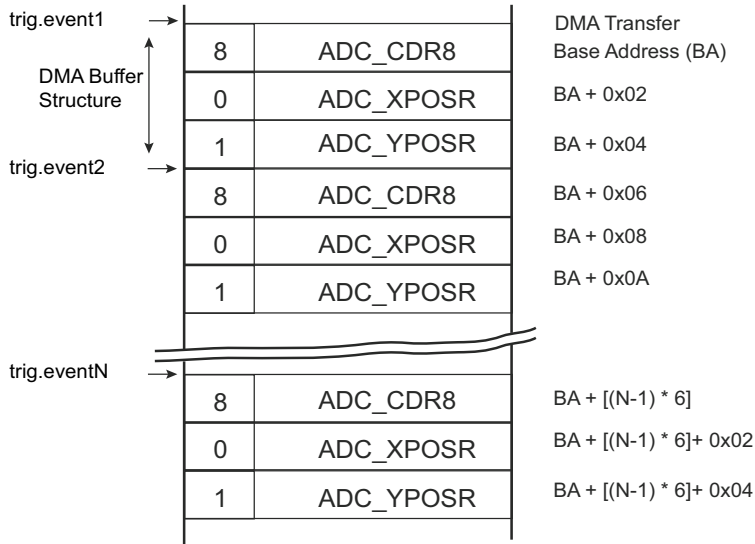 trig.event1
DMA Transfer
8 ADC_CDR8 Base Address (BA)
DMA Buffer
Structure
0 ADC_XPOSR BA + 0x02
1 ADC_YPOSR BA + 0x04
trig.event2
8 ADC_CDR8 BA + 0x06
0 ADC_XPOSR BA + 0x08
1 ADC_YPOSR BA + 0x0A
trig.eventN
8 ADC_CDR8 BA + [(N-1) * 6]
0 ADC_XPOSR BA + [(N-1) * 6]+ 0x02
1 ADC_YPOSR BA + [(N-1) * 6]+ 0x04